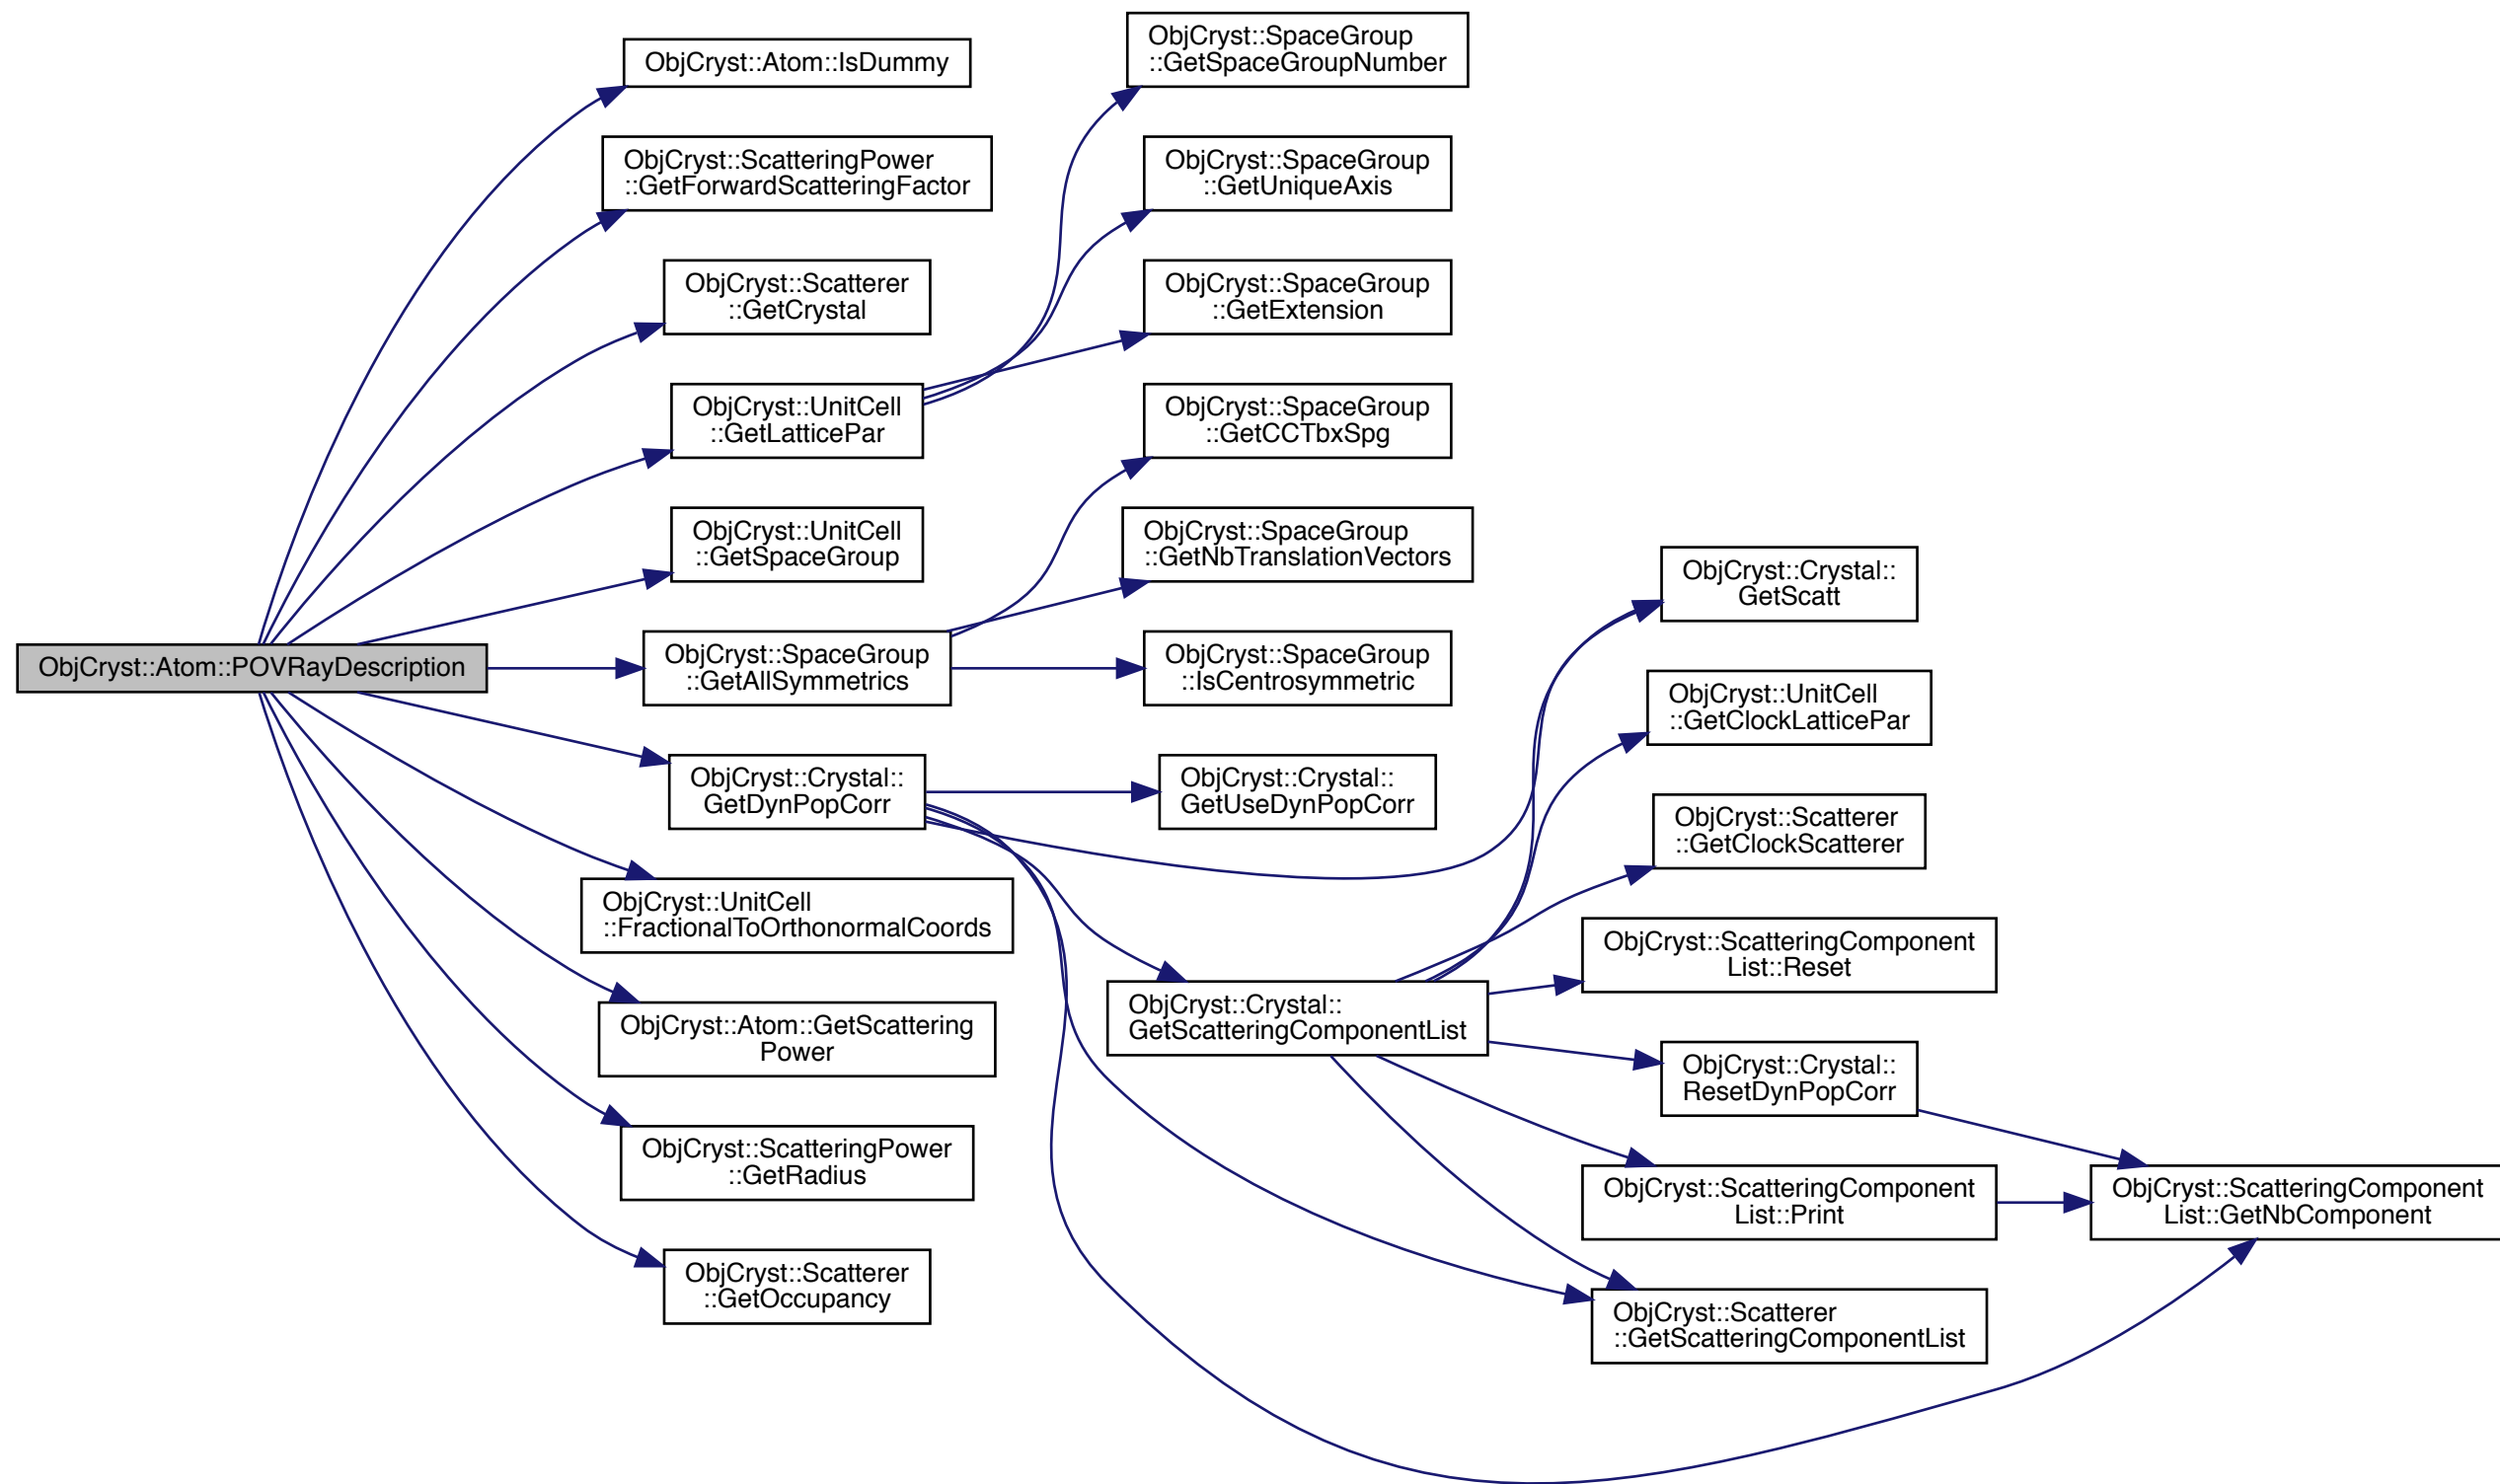 ObjCryst::Atom::POVRayDescription
ObjCryst::Atom::IsDummy
ObjCryst::ScatteringPower
::GetForwardScatteringFactor
ObjCryst::Scatterer
::GetCrystal
ObjCryst::UnitCell
::GetLatticePar
ObjCryst::UnitCell
::GetSpaceGroup
ObjCryst::SpaceGroup
::GetAllSymmetrics
ObjCryst::Crystal::
GetDynPopCorr
ObjCryst::UnitCell
::FractionalToOrthonormalCoords
ObjCryst::Atom::GetScattering
Power
ObjCryst::ScatteringPower
::GetRadius
ObjCryst::Scatterer
::GetOccupancy
ObjCryst::SpaceGroup
::GetSpaceGroupNumber
ObjCryst::SpaceGroup
::GetUniqueAxis
ObjCryst::SpaceGroup
::GetExtension
ObjCryst::SpaceGroup
::GetCCTbxSpg
ObjCryst::SpaceGroup
::GetNbTranslationVectors
ObjCryst::SpaceGroup
::IsCentrosymmetric
ObjCryst::Crystal::
GetUseDynPopCorr
ObjCryst::Crystal::
GetScatteringComponentList
ObjCryst::Crystal::
GetScatt
ObjCryst::UnitCell
::GetClockLatticePar
ObjCryst::Scatterer
::GetClockScatterer
ObjCryst::ScatteringComponent
List::Reset
ObjCryst::Crystal::
ResetDynPopCorr
ObjCryst::ScatteringComponent
List::Print
ObjCryst::Scatterer
::GetScatteringComponentList
ObjCryst::ScatteringComponent
List::GetNbComponent